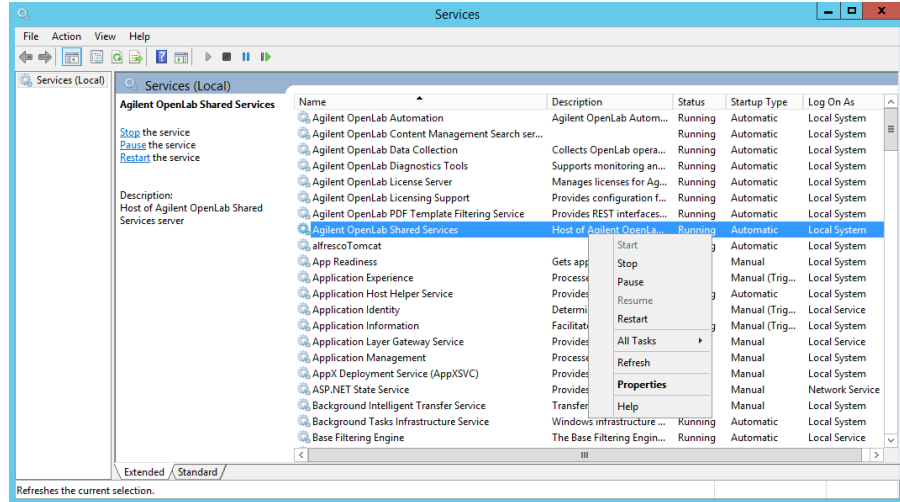 Services
File Action View Help
Services (Local)
Services (Local)
Agilent OpenLab Shared Services
Stop the service
Pause the service
Restart the service
Description:
Host of Agilent OpenLab Shared
Services server
Name Description Status Startup Type Log On As
Agilent OpenLab Automation Agilent OpenLab Autom... Running Automatic Local System
Agilent OpenLab Content Management Search ser... Running Automatic Local System
Agilent OpenLab Data Collection Collects OpenLab opera... Running Automatic Local System
Agilent OpenLab Diagnostics Tools Supports monitoring an... Running Automatic Local System
Agilent OpenLab License Server Manages licenses for Ag... Running Automatic Local System
Agilent OpenLab Licensing Support Provides configuration f... Running Automatic Local System
Agilent OpenLab PDF Template Filtering Service Provides REST interfaces... Running Automatic Local System
Agilent OpenLab Shared Services Host of Agilent OpenLa... Running Automatic Local System
alfrescoTomcat Automatic Local System
App Readiness Gets app Manual Local System
Application Experience Processe Manual (Trig... Local System
Application Host Helper Service Provides Automatic Local System
Application Identity Determi Manual (Trig... Local Service
Application Information Facilitat Manual (Trig... Local System
Application Layer Gateway Service Provides Manual Local Service
Application Management Processe Manual Local System
AppX Deployment Service (AppXSVC) Provides Manual Local System
ASP.NET State Service Provides Manual Network Service
Background Intelligent Transfer Service Transfer Manual Local System
Background Tasks Infrastructure Service Windows infrastructure ... Running Automatic Local System
Base Filtering Engine The Base Filtering Engin... Running Automatic Local Service
Start
Stop
Pause
Resume
Restart
All Tasks
Refresh
Properties
Help
Extended Standard
Refreshes the current selection.